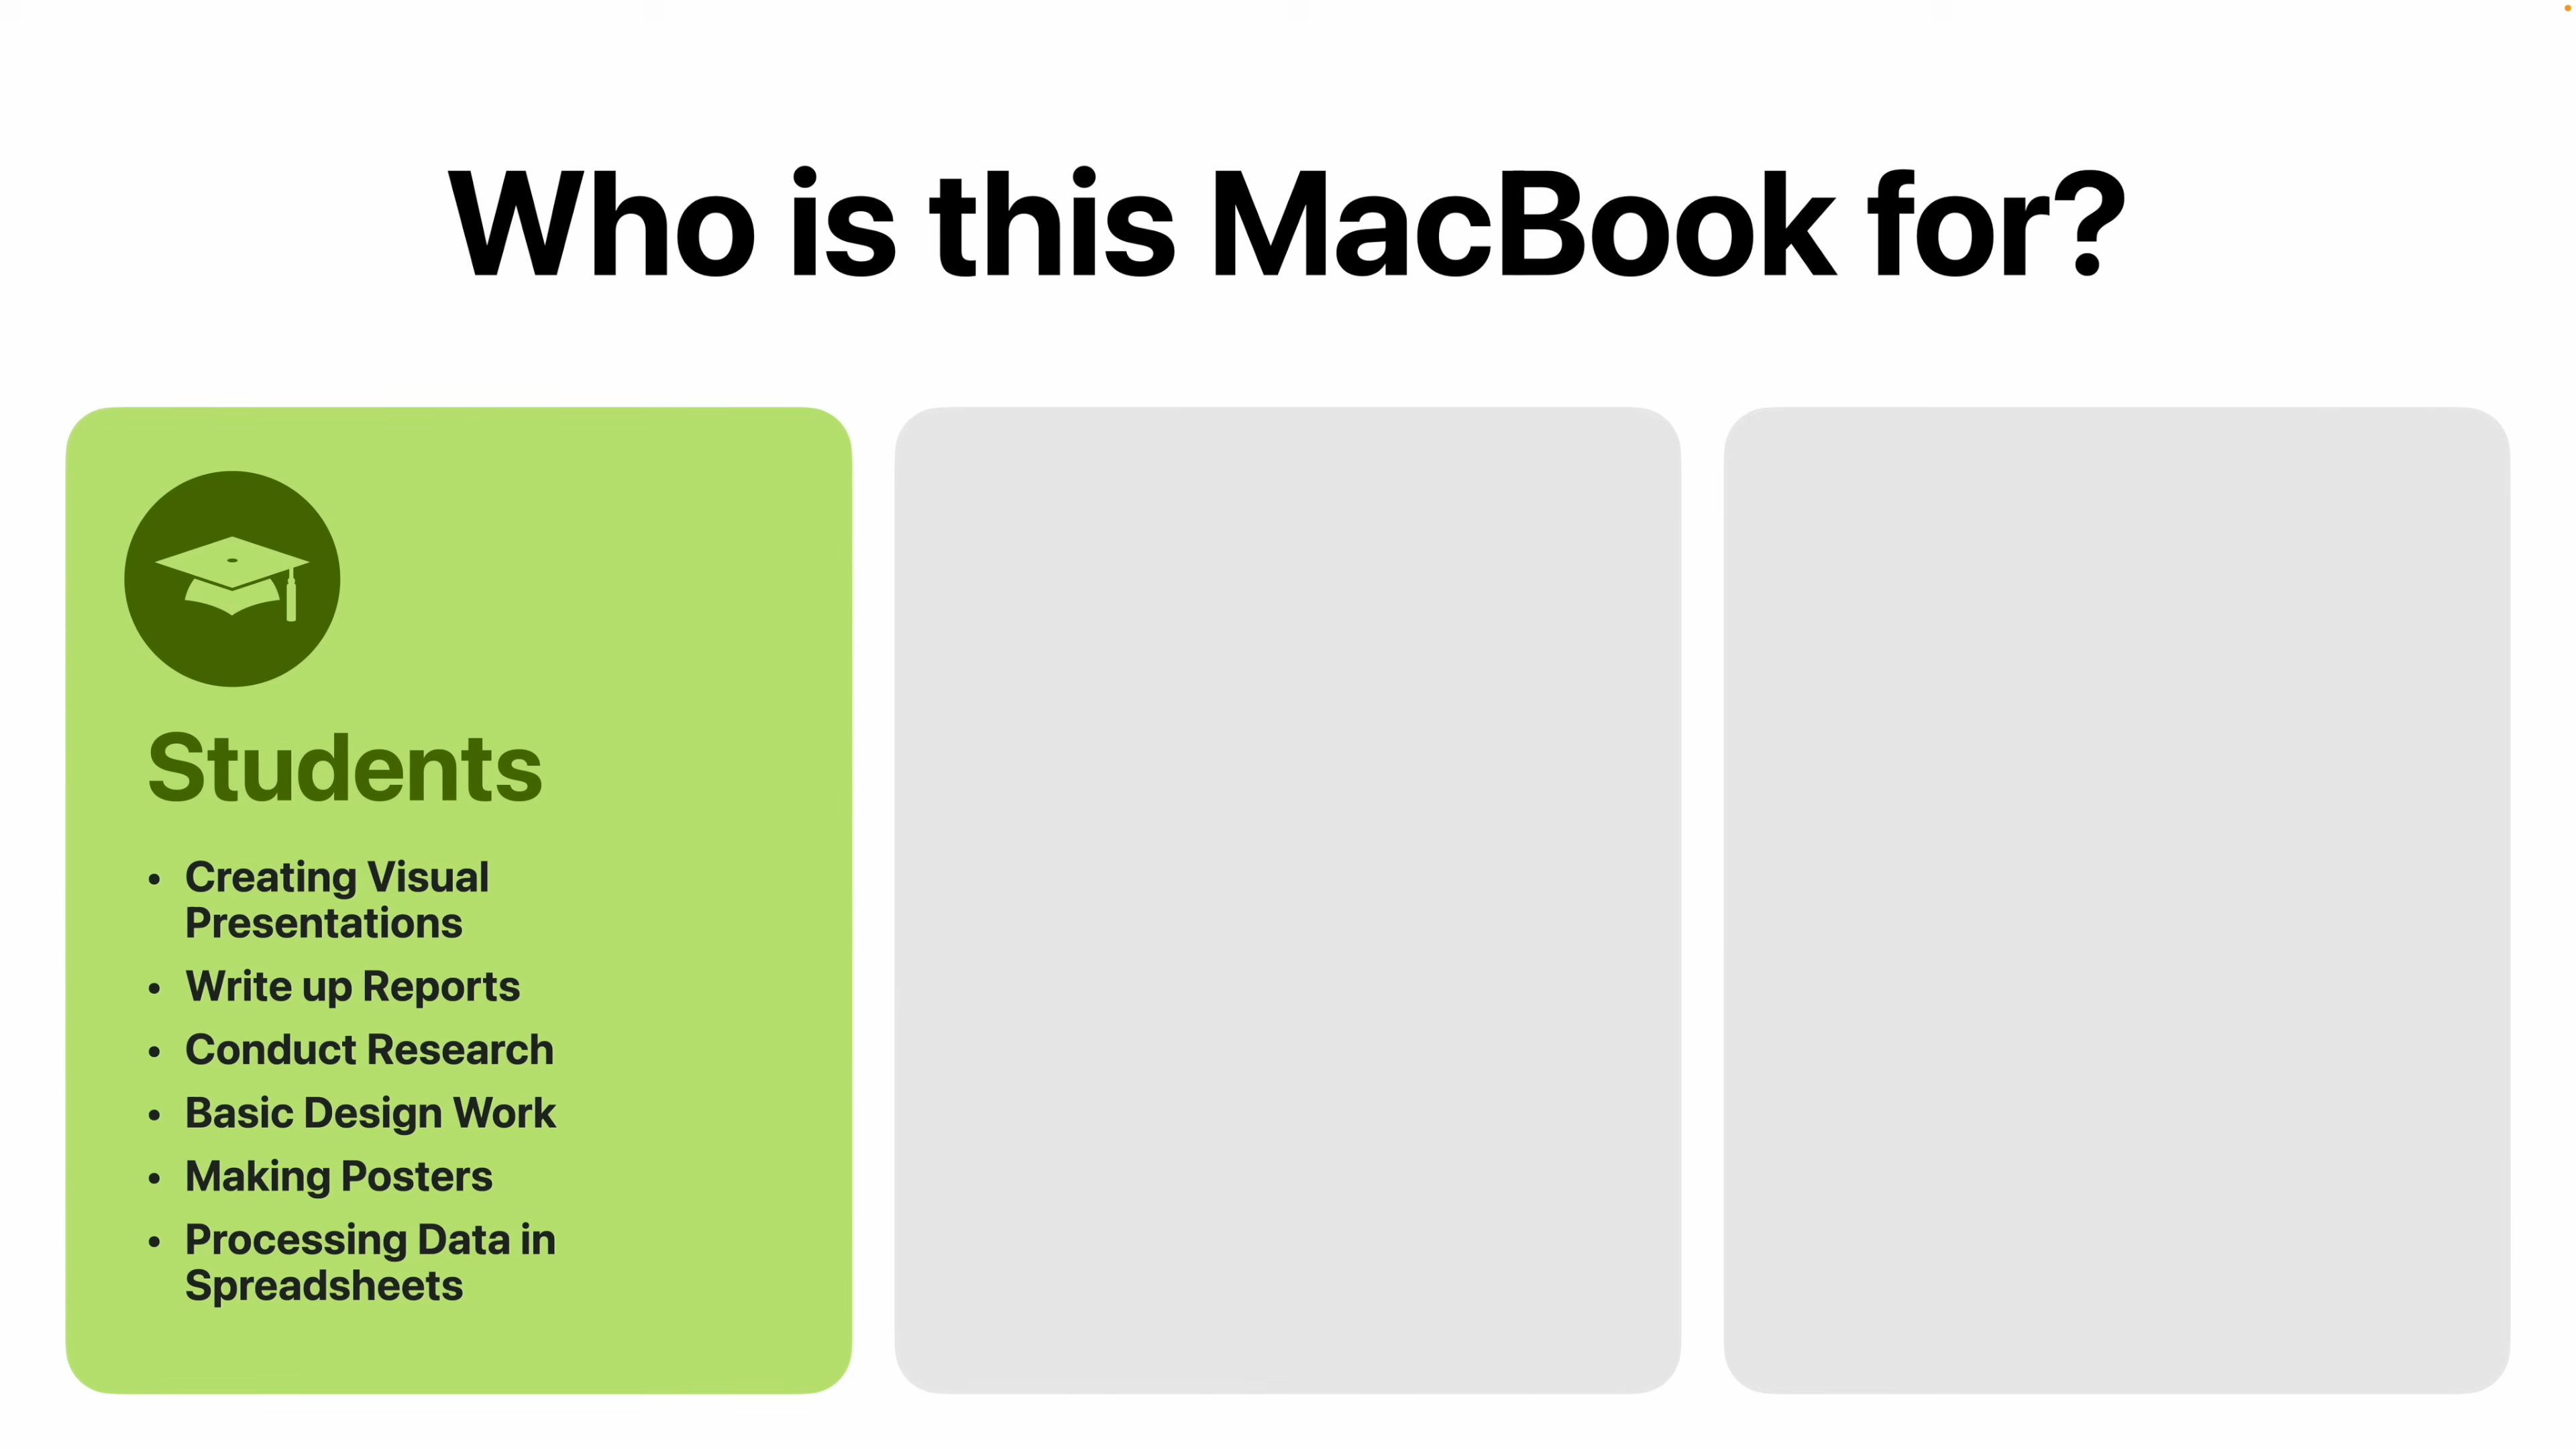 Who is this MacBook for?
Students
• Creating Visual
Presentations
• Write up Reports
• Conduct Research
• Basic Design Work
• Making Posters
• Processing Data in
Spreadsheets